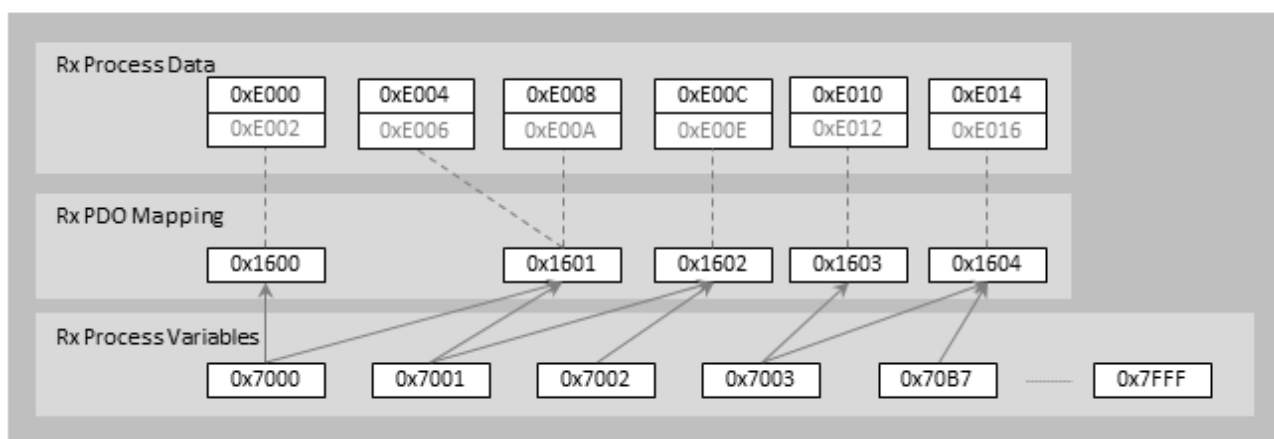 Rx Process Data
0xE000 0xE004 0xE008 0xE00C 0xE010 0xE014
0xE002 0xE006 0xE00A 0xE00E 0xE012 0xE016
Rx PDO Mapping
0x1600 0x1601 0x1602 0x1603 0x1604
Rx Process Variables
0x7000 0x7001 0x7002 0x7003 0x70B7 0x7FFF